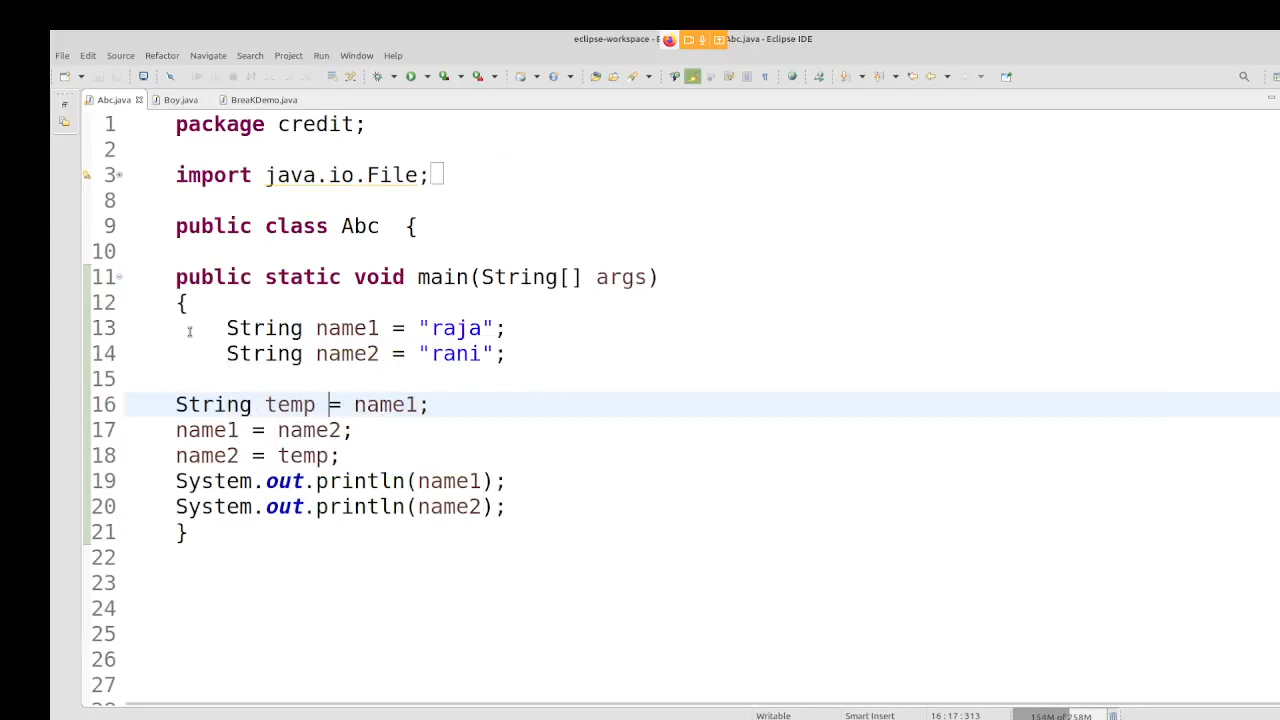 eclipse-workspace - E Abc.java - Eclipse IDE
File Edit Source Refactor Navigate Search Project Run Window Help
Abc.java Boy.java BreaKDemo.java
1 package credit;
2
3 import java.io.File;
8
9 public class Abc {
10
11 public static void main(String[] args)
12 {
13 String name1 = "raja";
14 String name2 = "rani";
15
16 String temp = name1;
17 name1 = name2;
18 name2 = temp;
19 System.out.println(name1);
20 System.out.println(name2);
21 }
22
23
24
25
26
27
Writable Smart Insert 16:17:313 154M of 258M